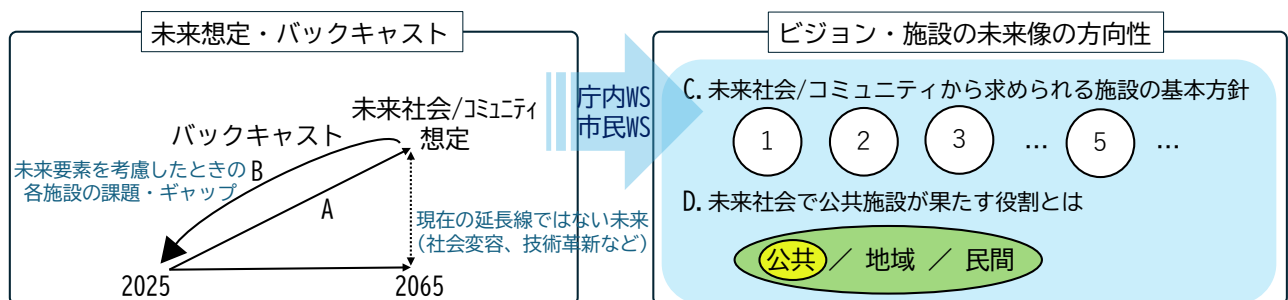 未来想定・バックキャスト
未来社会/コミュニティ
想定
バックキャスト
未来要素を考慮したときの
各施設の課題・ギャップ
B
A
現在の延長線ではない未来
(社会変容、技術革新など)
2025
2065
庁内WS
市民WS
ビジョン・施設の未来像の方向性
C.未来社会/コミュニティから求められる施設の基本方針
1 2 3 … 5 …
D.未来社会で公共施設が果たす役割とは
公共 / 地域 / 民間